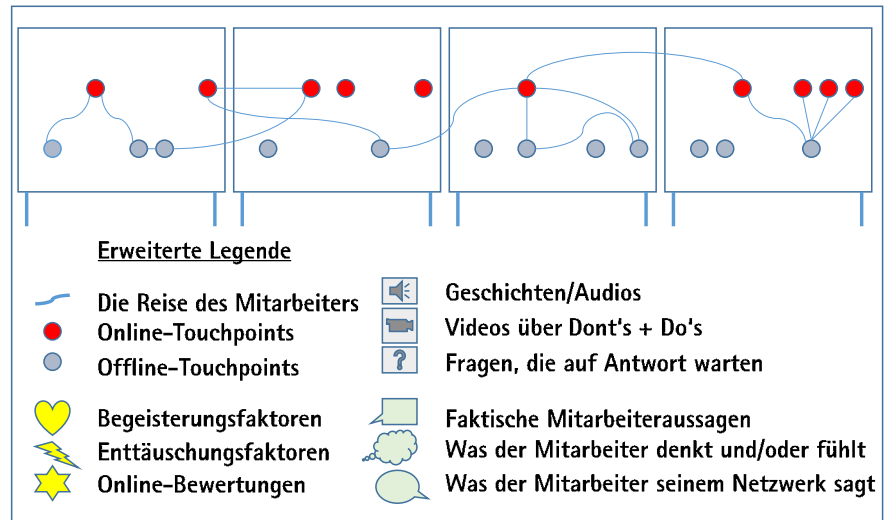 Erweiterte Legende
Die Reise des Mitarbeiters
Online-Touchpoints
Offline-Touchpoints
Begeisterungsfaktoren
Enttäuschungsfaktoren
Online-Bewertungen
Geschichten/Audios
Videos über Dont's + Do's
?
Fragen, die auf Antwort warten
Faktische Mitarbeiteraussagen
Was der Mitarbeiter denkt und/oder fühlt
Was der Mitarbeiter seinem Netzwerk sagt